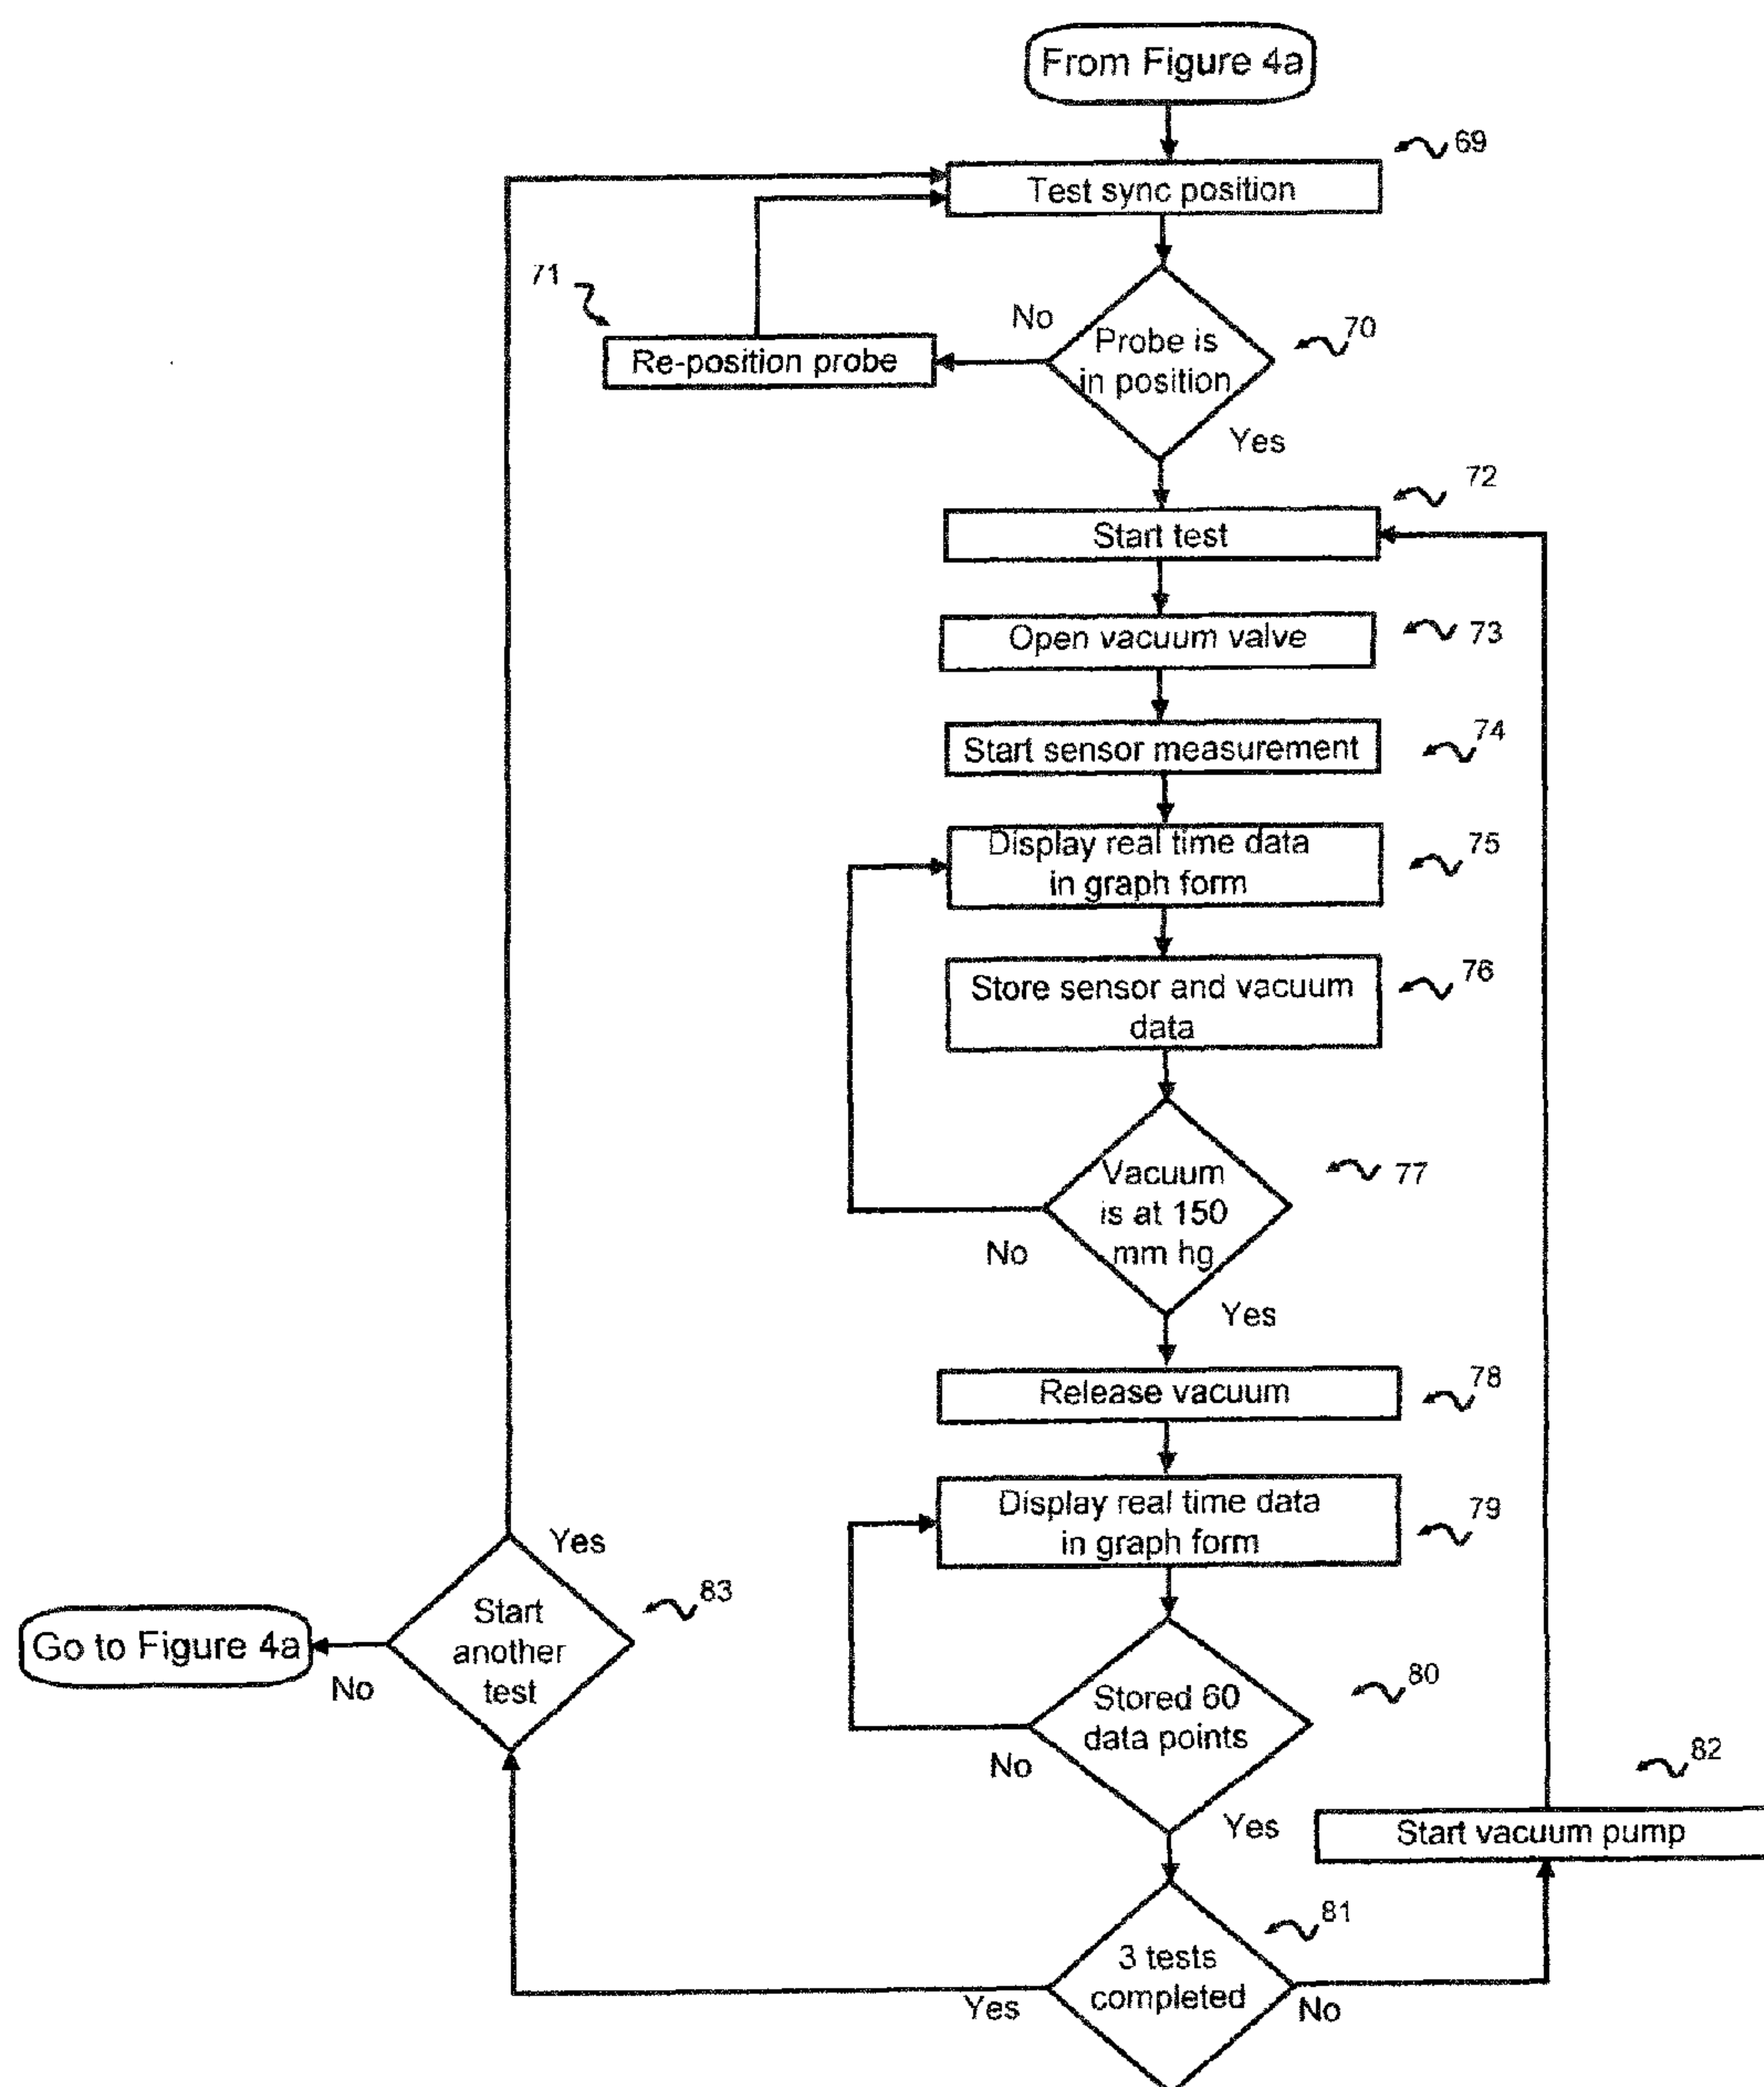 From Figure 4a
69
Test sync position
71
No
Probe is
in position
70
Re-position probe
Yes
72
Start test
Open vacuum valve
73
Start sensor measurement
74
Display real time data
in graph form
75
Store sensor and vacuum
data
76
Vacuum
is at 150
mm hg
77
No
Yes
Release vacuum
78
Display real time data
in graph form
79
Yes
Start
another
test
83
Go to Figure 4a
No
Stored 60
data points
80
No
Yes
82
Start vacuum pump
81
3 tests
completed
Yes
No